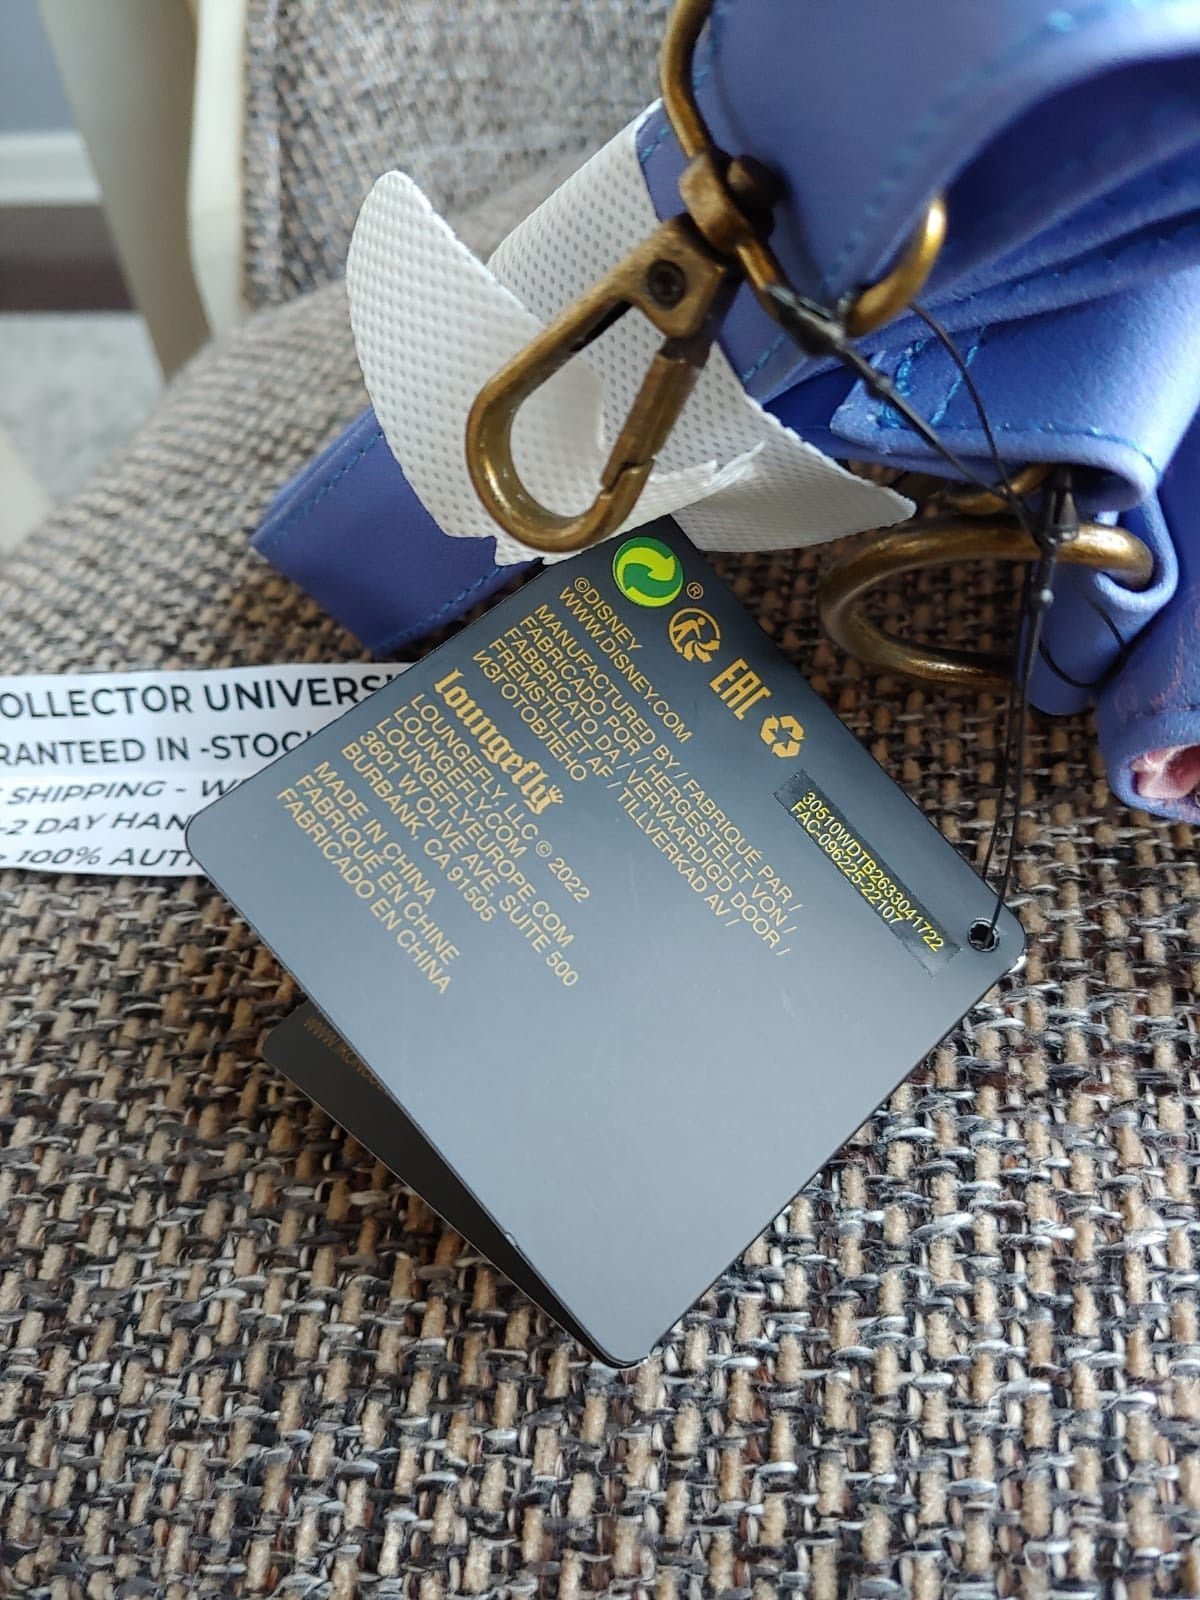 ©DISNEY
WWW.DISNEY.COM
MANUFACTURED BY / FABRIQUÉ PAR /
FABRICADO POR / HERGESTELLT VON /
FABBRICATO DA / VERVAARDIGD DOOR /
FREMSTILLET AF / TILLVERKAD AV /
ИЗГОТОВЛЕНО
Loungefly
LOUNGEFLY, LLC © 2022
LOUNGEFLY.COM
LOUNGEFLYEUROPE.COM
3601 W OLIVE AVE, SUITE 500
BURBANK, CA 91505
MADE IN CHINA
FABRIQUE EN CHINE
FABRICADO EN CHINA
®
EAC
30510WDTB2633041722
FAC-096225-22107
OLLECTOR UNIVERS
RANTEED IN -STOC
SHIPPING - W
-2 DAY HAN
100% AUT